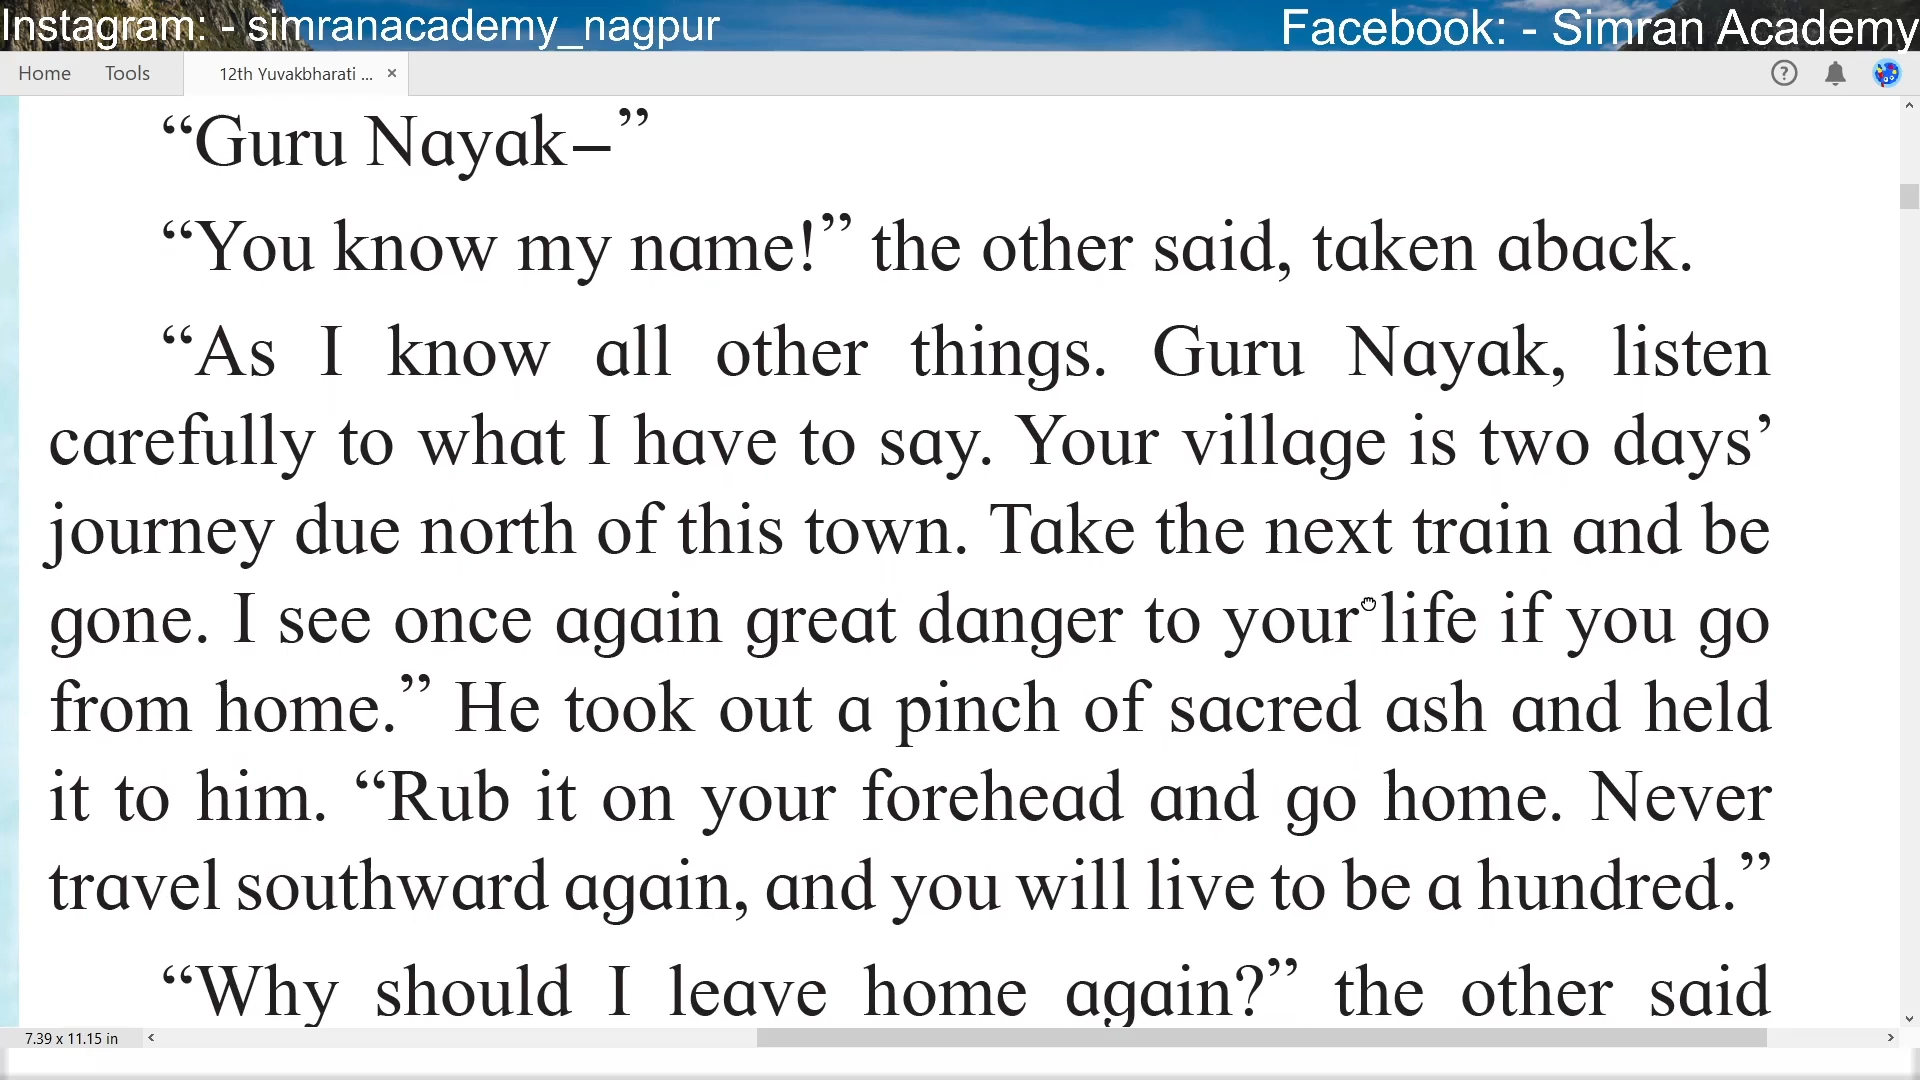 Instagram: - simranacademy_nagpur
Facebook: - Simran Academy
Home Tools 12th Yuvakbharati ... ×
“Guru Nayak–”
“You know my name!” the other said, taken aback.
“As I know all other things. Guru Nayak, listen
carefully to what I have to say. Your village is two days’
journey due north of this town. Take the next train and be
gone. I see once again great danger to your life if you go
from home.” He took out a pinch of sacred ash and held
it to him. “Rub it on your forehead and go home. Never
travel southward again, and you will live to be a hundred.”
“Why should I leave home again?” the other said
7.39 x 11.15 in